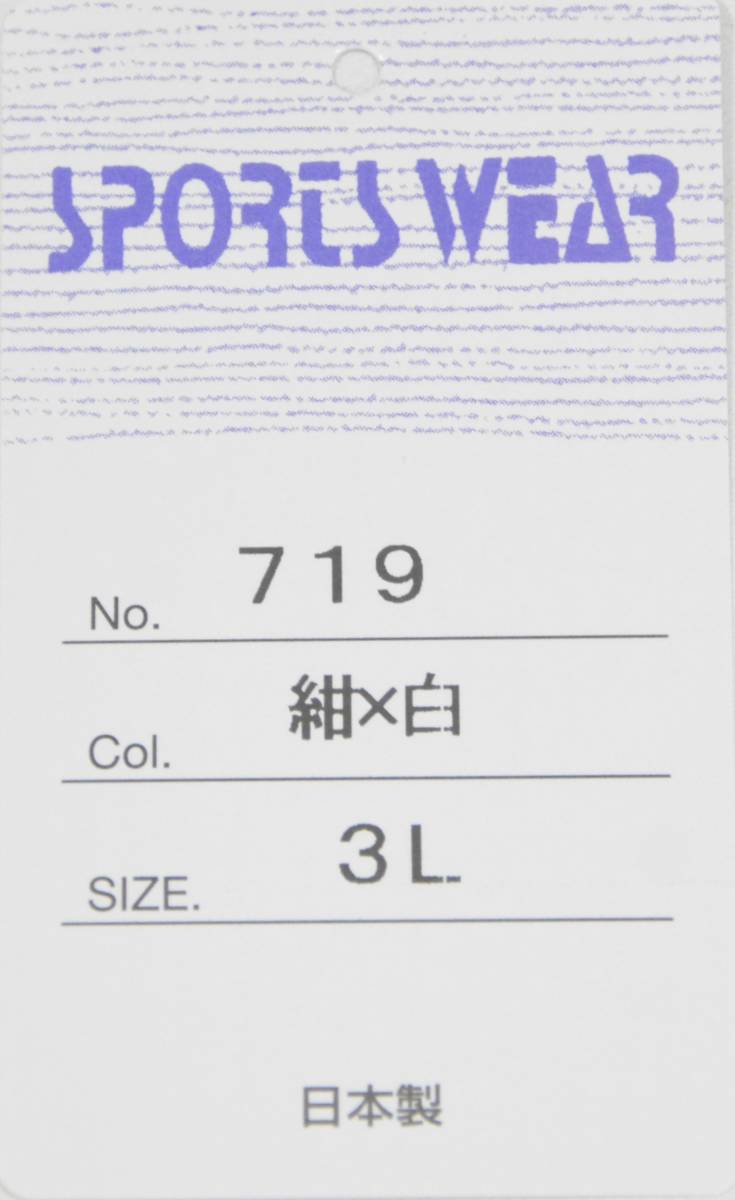 SPORTS WEAR
No. 719
Col. 紺×白
SIZE. 3L
日本製